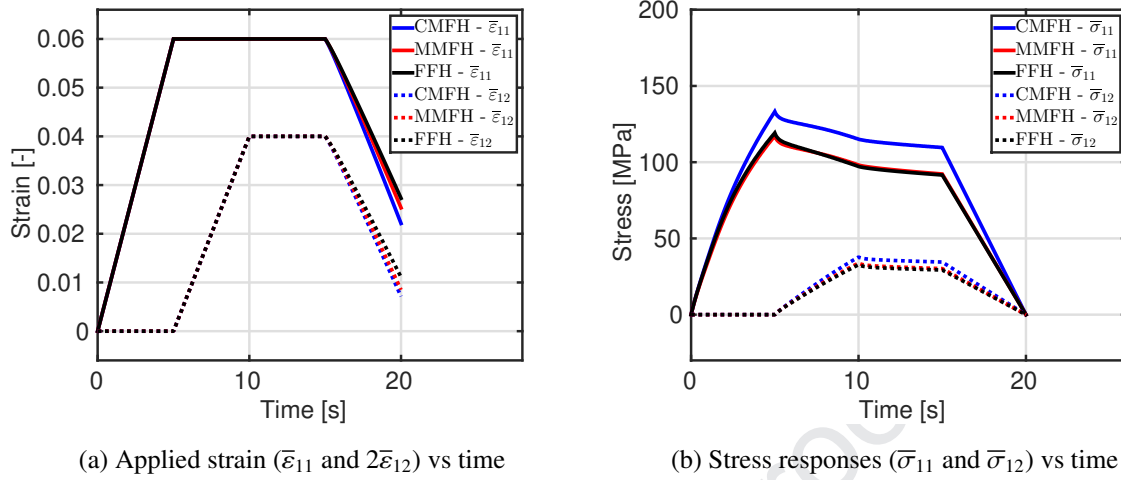 0.06
0.05
0.04
0.03
0.02
0.01
0
Strain [-]
0 10 20
Time [s]
CMFH - ε̅₁₁
MMFH - ε̅₁₁
FFH - ε̅₁₁
CMFH - ε̅₁₂
MMFH - ε̅₁₂
FFH - ε̅₁₂
(a) Applied strain (ε̅₁₁ and 2ε̅₁₂) vs time
200
150
100
50
0
Stress [MPa]
0 10 20
Time [s]
CMFH - σ̅₁₁
MMFH - σ̅₁₁
FFH - σ̅₁₁
CMFH - σ̅₁₂
MMFH - σ̅₁₂
FFH - σ̅₁₂
(b) Stress responses (σ̅₁₁ and σ̅₁₂) vs time